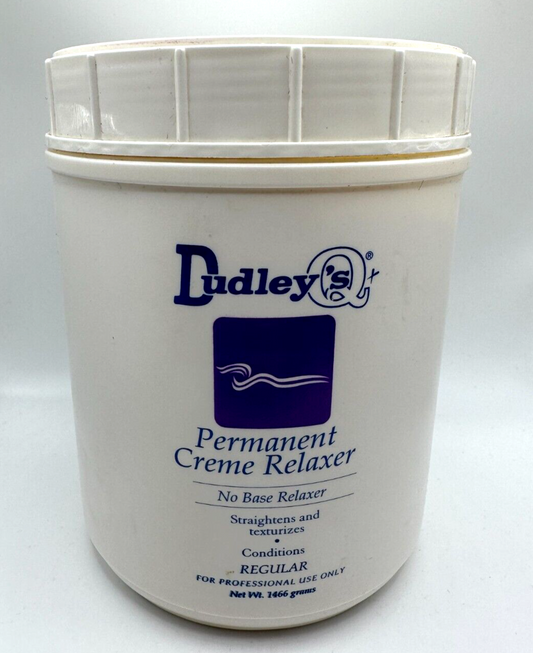 Dudley'sQ+®
Permanent
Creme Relaxer
No Base Relaxer
Straightens and
texturizes
•
Conditions
REGULAR
FOR PROFESSIONAL USE ONLY
Net Wt. 1466 grams